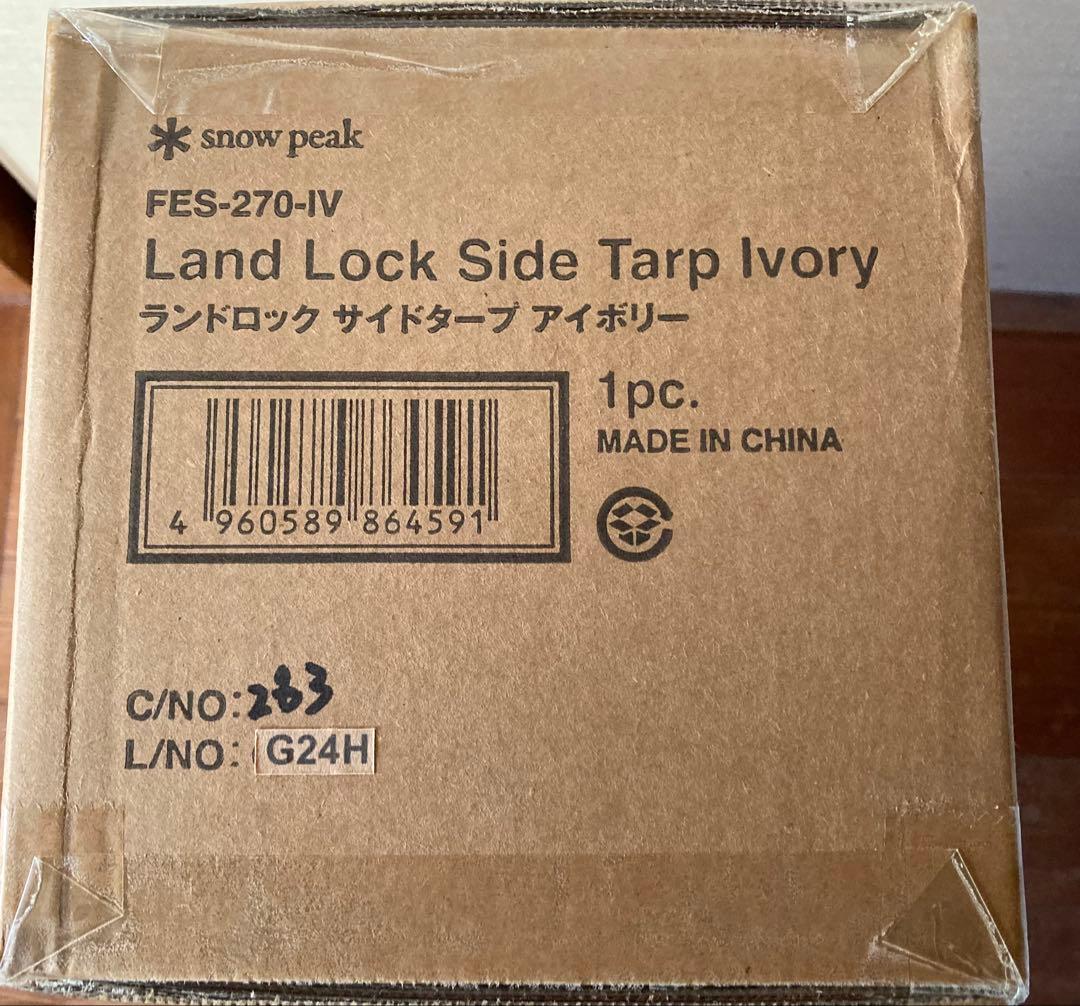 snow peak
FES-270-IV
Land Lock Side Tarp Ivory
ランドロック サイドタープ アイボリー
1pc.
MADE IN CHINA
4 960589 864591
C/NO: 283
L/NO: G24H